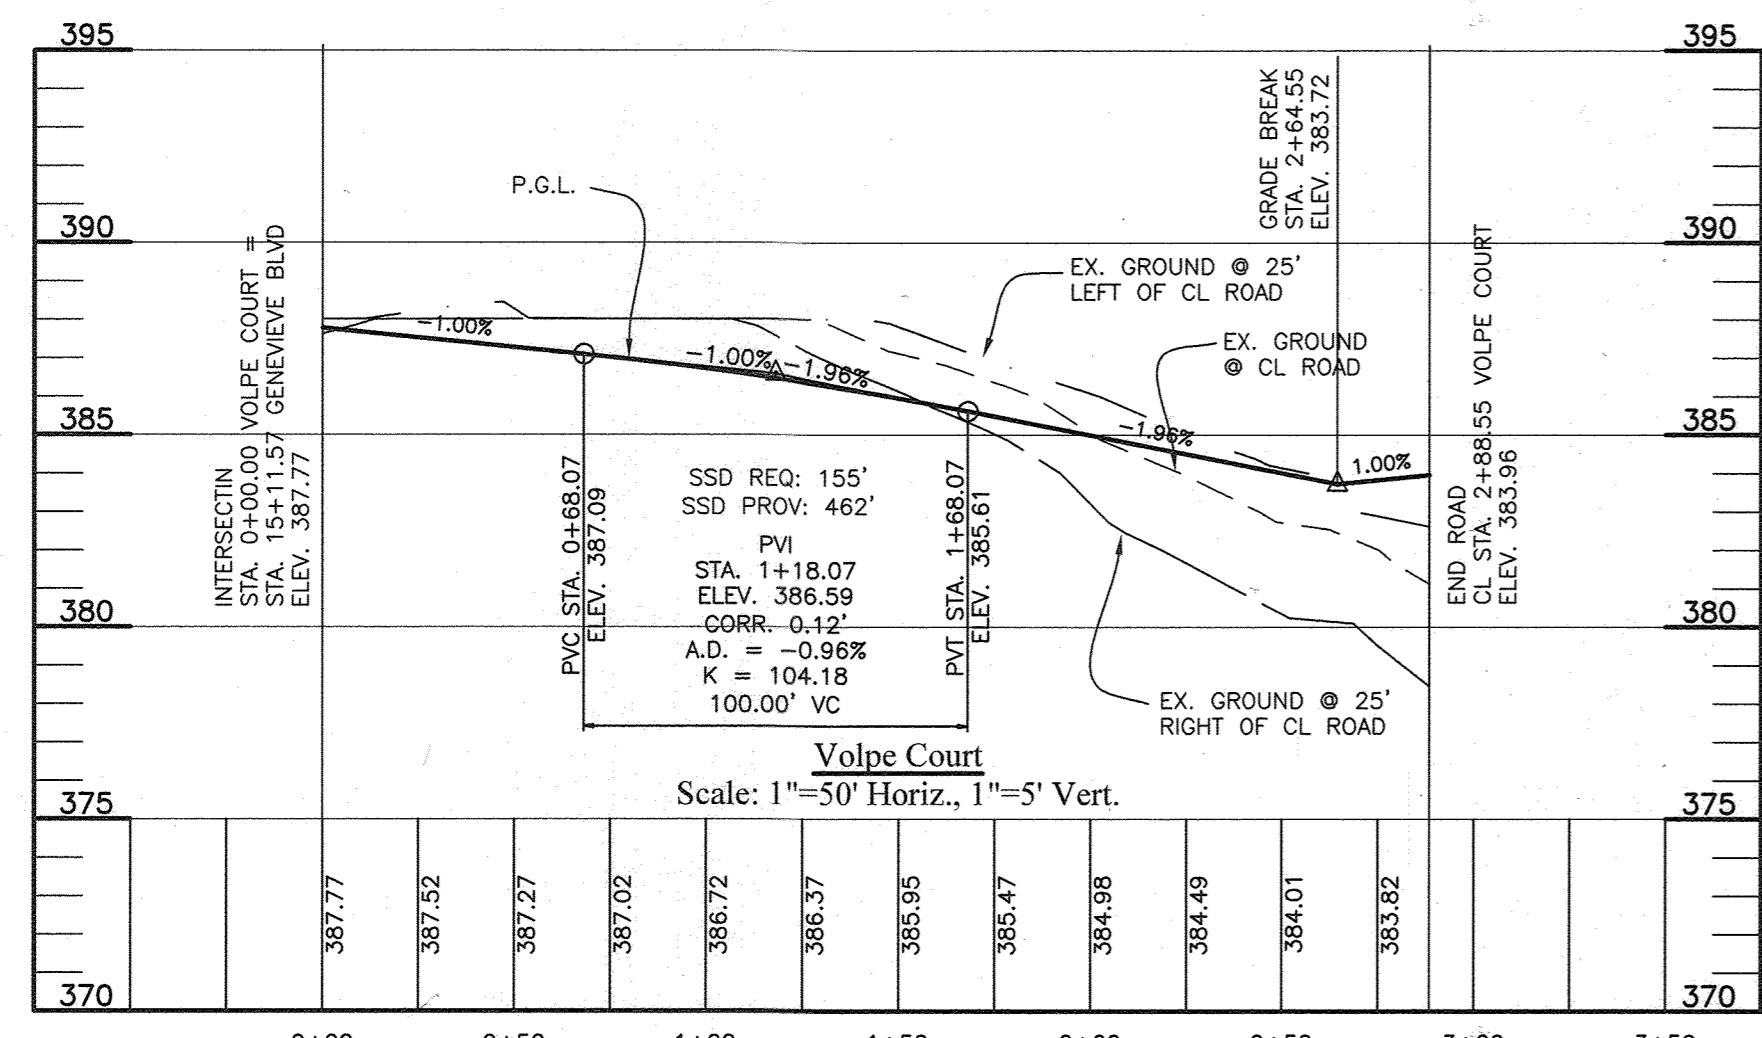 395
395
GRADE BREAK
STA. 2+64.55
ELEV. 383.72
P.G.L.
390
390
INTERSECTIN
STA. 0+00.00 VOLPE COURT =
STA. 15+11.57 GENEVIEVE BLVD
ELEV. 387.77
EX. GROUND @ 25'
LEFT OF CL ROAD
EX. GROUND
@ CL ROAD
-1.00%
-1.00%
-1.96%
-1.96%
1.00%
385
385
PVC STA. 0+68.07
ELEV. 387.09
SSD REQ: 155'
SSD PROV: 462'
PVI
STA. 1+18.07
ELEV. 386.59
CORR. 0.12'
A.D. = -0.96%
K = 104.18
100.00' VC
PVT STA. 1+68.07
ELEV. 385.61
END ROAD
CL STA. 2+88.55 VOLPE COURT
ELEV. 383.96
380
380
EX. GROUND @ 25'
RIGHT OF CL ROAD
Volpe Court
Scale: 1"=50' Horiz., 1"=5' Vert.
375
375
387.77
387.52
387.27
387.02
386.72
386.37
385.95
385.47
384.98
384.49
384.01
383.82
370
370